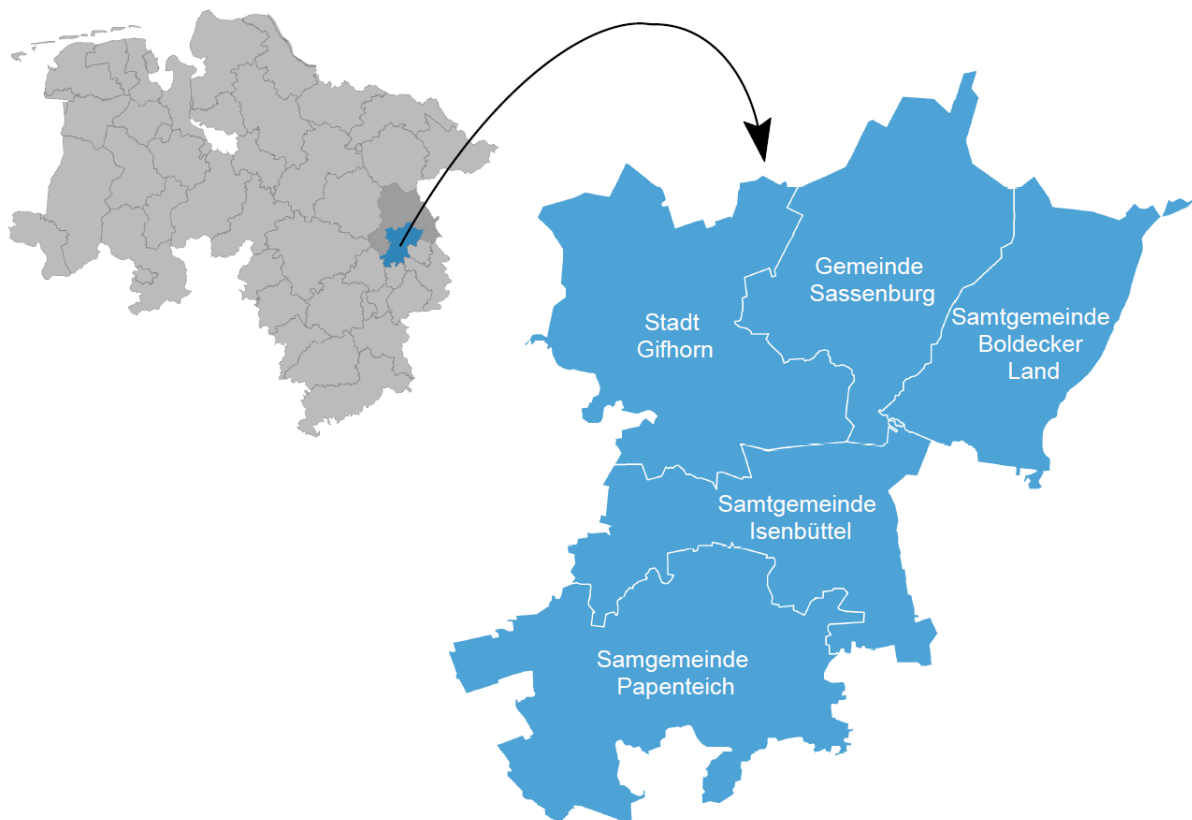 Gemeinde
Sassenburg
Stadt
Gifhorn
Samtgemeinde
Boldecker
Land
Samtgemeinde
Isenbüttel
Samgemeinde
Papenteich